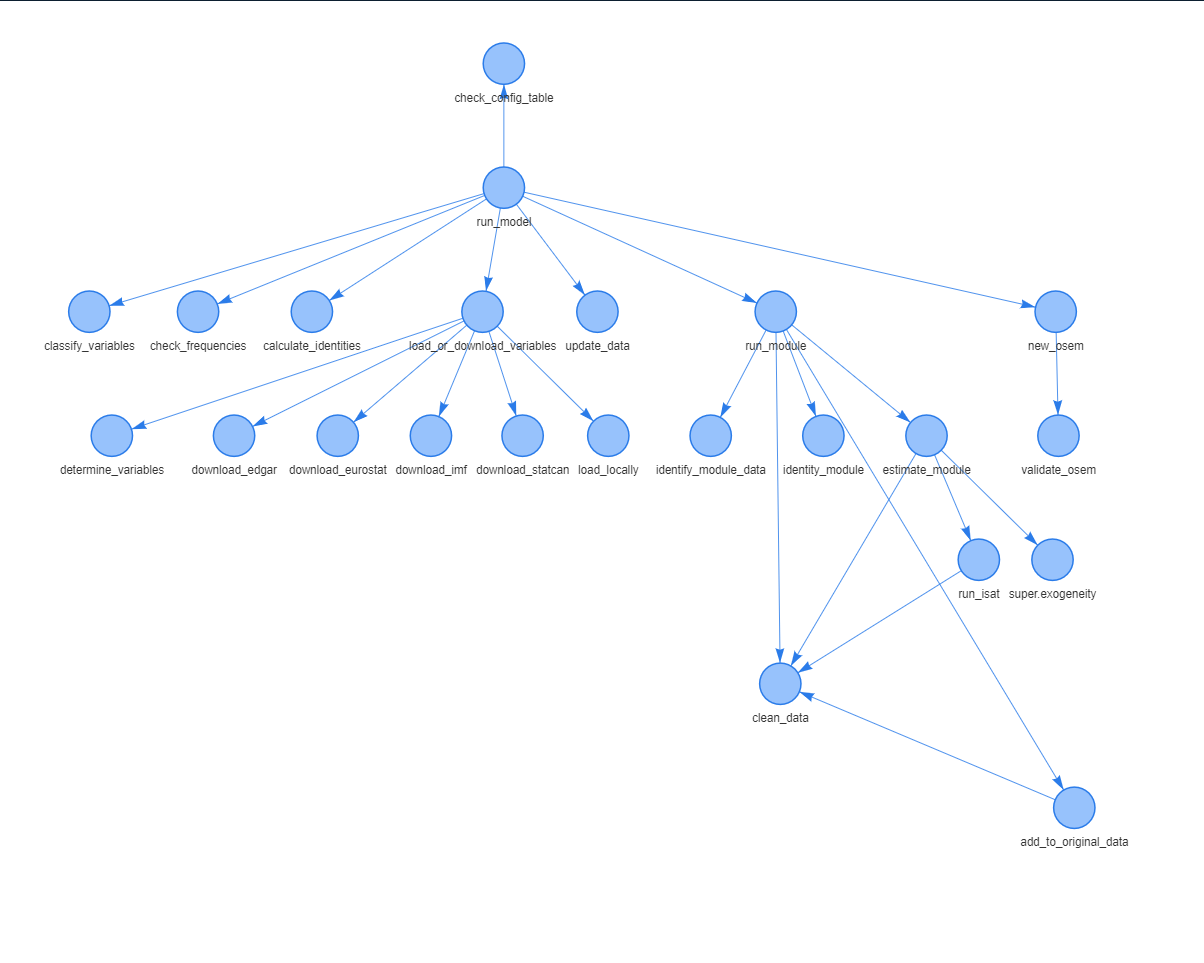 check_config_table
run_model
classify_variables
check_frequencies
calculate_identities
load_or_download_variables
update_data
run_module
new_osem
determine_variables
download_edgar
download_eurostat
download_imf
download_statcan
load_locally
identify_module_data
identity_module
estimate_module
validate_osem
run_isat
super.exogeneity
clean_data
add_to_original_data